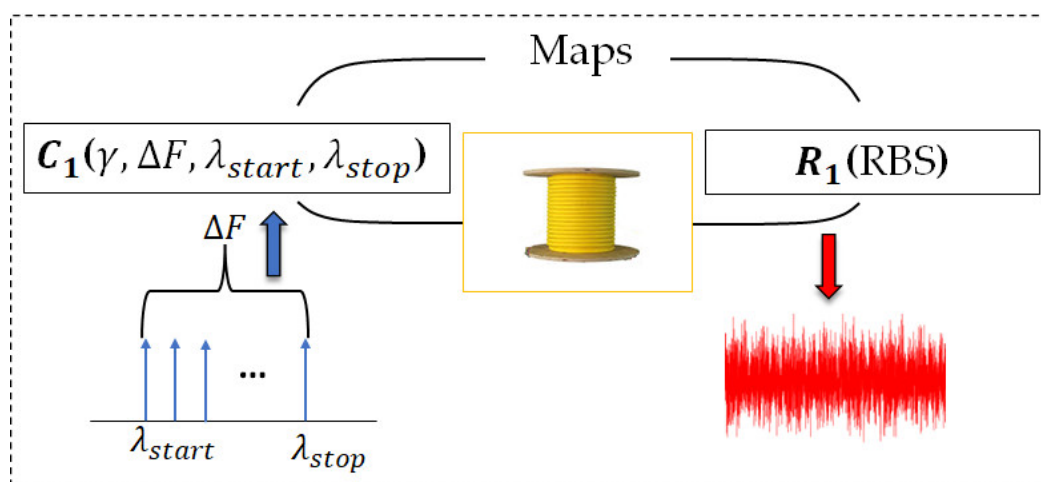 Maps
C₁(γ, ΔF, λ_start, λ_stop)
R₁(RBS)
ΔF
...
λ_start
λ_stop